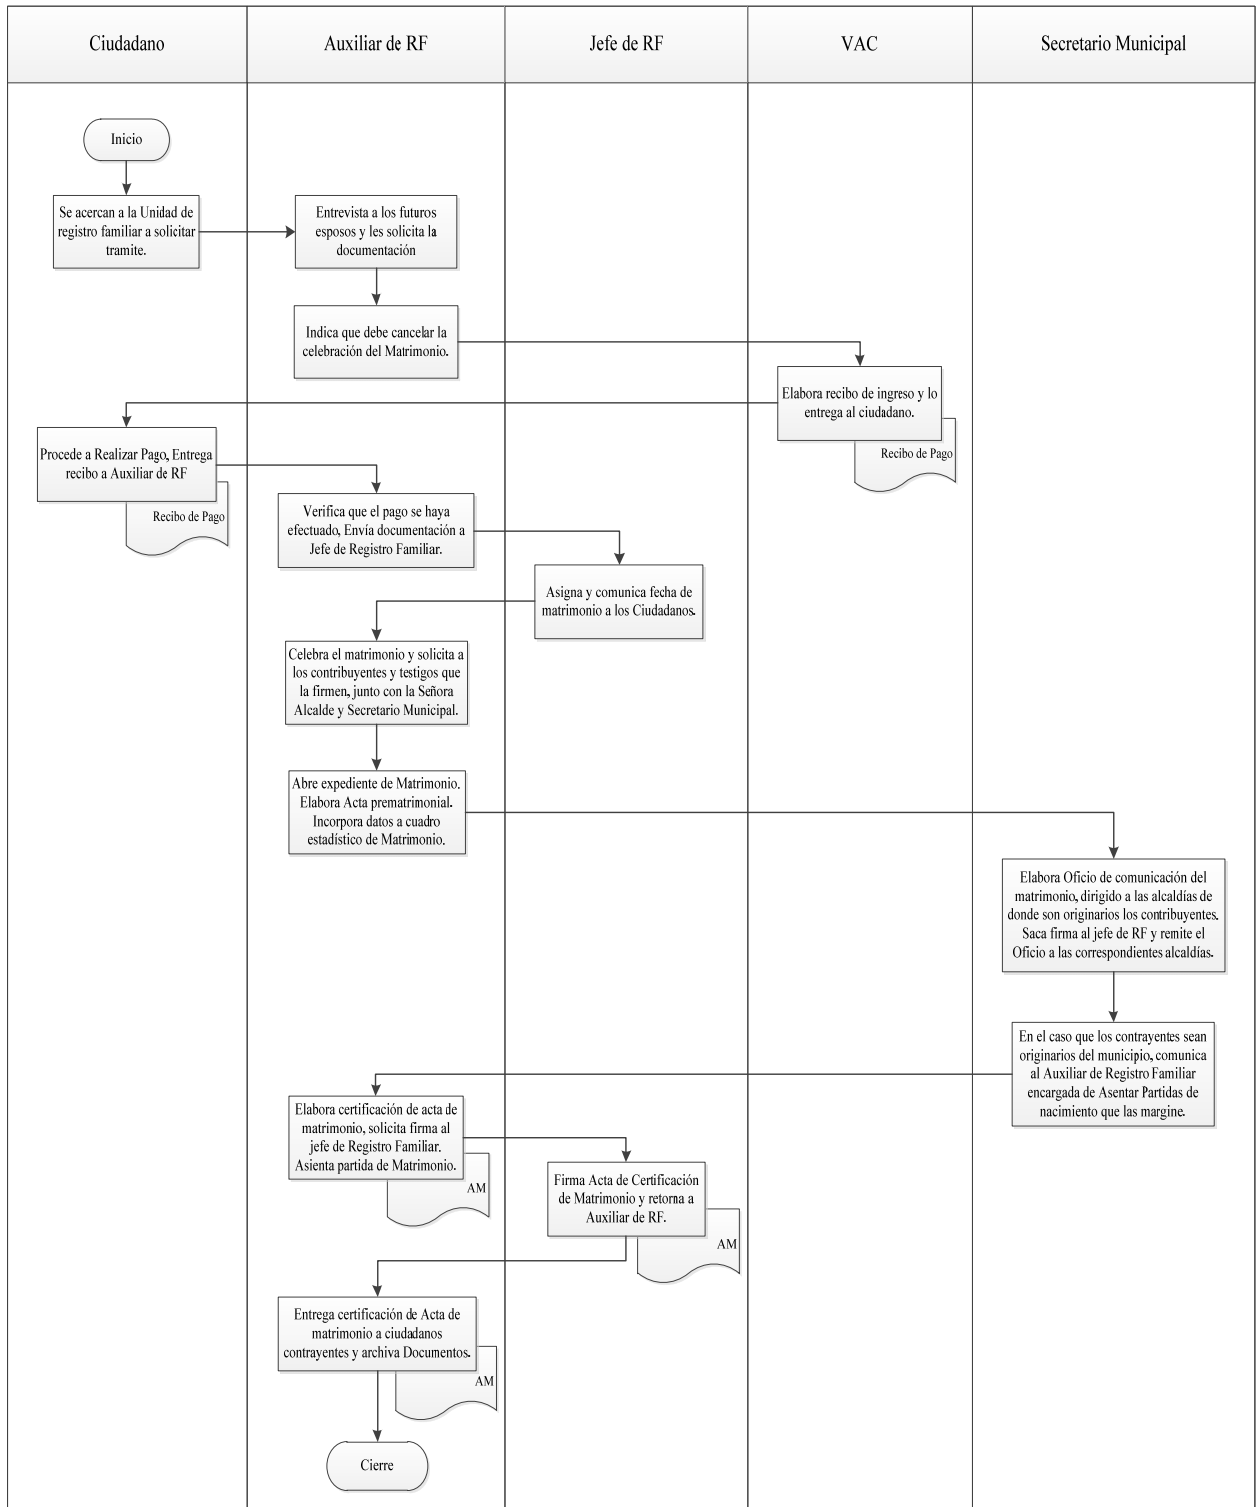 Ciudadano
Auxiliar de RF
Jefe de RF
VAC
Secretario Municipal
Inicio
Se acercan a la Unidad de
registro familiar a solicitar
tramite.
Entrevista a los futuros
esposos y les solicita la
documentación
Indica que debe cancelar la
celebración del Matrimonio.
Elabora recibo de ingreso y lo
entrega al ciudadano.
Recibo de Pago
Procede a Realizar Pago, Entrega
recibo a Auxiliar de RF
Recibo de Pago
Verifica que el pago se haya
efectuado, Envía documentación a
Jefe de Registro Familiar.
Asigna y comunica fecha de
matrimonio a los Ciudadanos.
Celebra el matrimonio y solicita a
los contribuyentes y testigos que
la firmen, junto con la Señora
Alcalde y Secretario Municipal.
Abre expediente de Matrimonio.
Elabora Acta prematrimonial.
Incorpora datos a cuadro
estadístico de Matrimonio.
Elabora Oficio de comunicación del
matrimonio, dirigido a las alcaldías de
donde son originarios los contribuyentes.
Saca firma al jefe de RF y remite el
Oficio a las correspondientes alcaldías.
En el caso que los contrayentes sean
originarios del municipio, comunica
al Auxiliar de Registro Familiar
encargada de Asentar Partidas de
nacimiento que las margine.
Elabora certificación de acta de
matrimonio, solicita firma al
jefe de Registro Familiar.
Asienta partida de Matrimonio.
AM
Firma Acta de Certificación
de Matrimonio y retorna a
Auxiliar de RF.
AM
Entrega certificación de Acta de
matrimonio a ciudadanos
contrayentes y archiva Documentos.
AM
Cierre